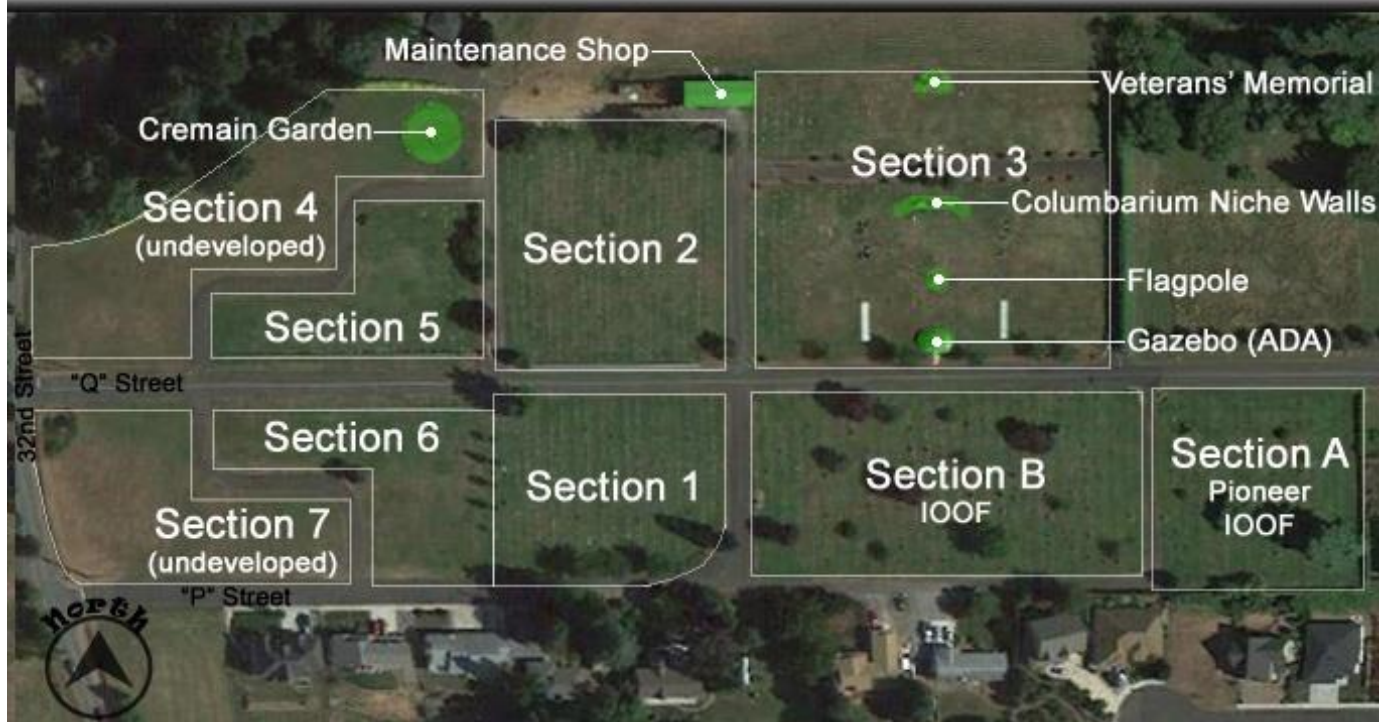 Maintenance Shop
Veterans' Memorial
Cremain Garden
Section 3
Section 4
(undeveloped)
Columbarium Niche Walls
Section 2
Flagpole
Section 5
Gazebo (ADA)
32nd Street
"Q" Street
Section 6
Section 1
Section B
IOOF
Section A
Pioneer
IOOF
Section 7
(undeveloped)
"P" Street
North